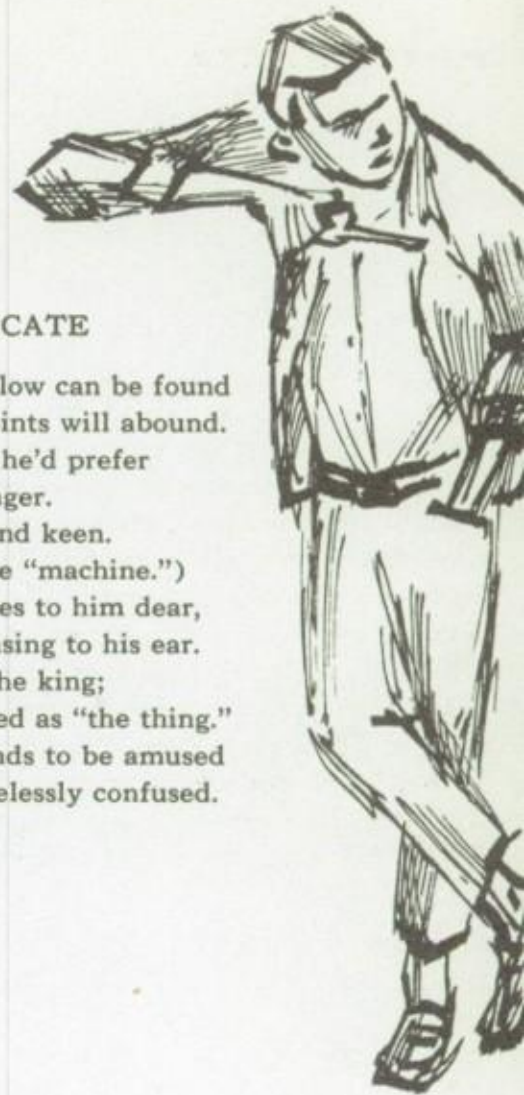 CATE
low can be found
ints will abound.
he'd prefer
ger.
nd keen.
e “machine.”)
es to him dear,
sing to his ear.
he king;
ed as “the thing.”
nds to be amused
elessly confused.